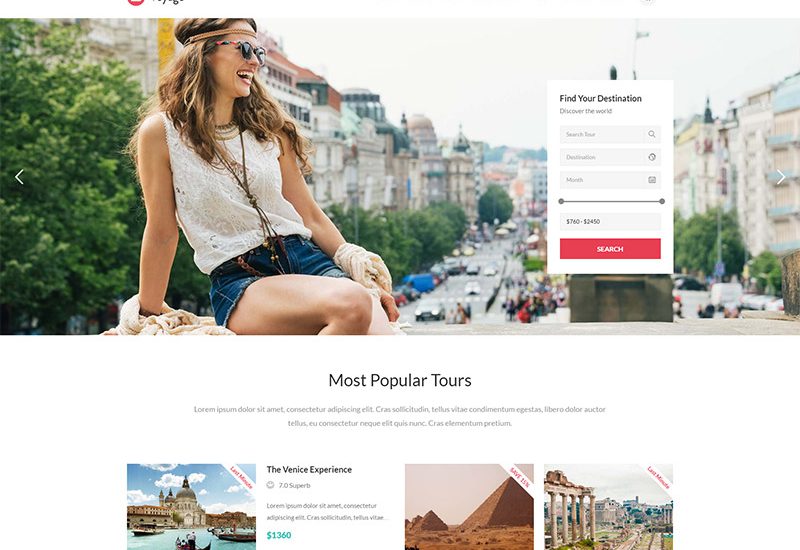 Find Your Destination
Discover the world
Search Tour
Destination
Month
$760 - $2450
SEARCH
Most Popular Tours
Lorem ipsum dolor sit amet, consectetur adipiscing elit. Cras sollicitudin, tellus vitae condimentum egestas, libero dolor auctor
tellus, eu consectetur neque elit quis nunc. Cras elementum pretium.
Last Minute
The Venice Experience
7.0 Superb
Lorem ipsum dolor sit amet, consectetur
adipiscing elit. Cras sollicitudin, tellus vitae...
$1360
SAVE 15%
Last Minute